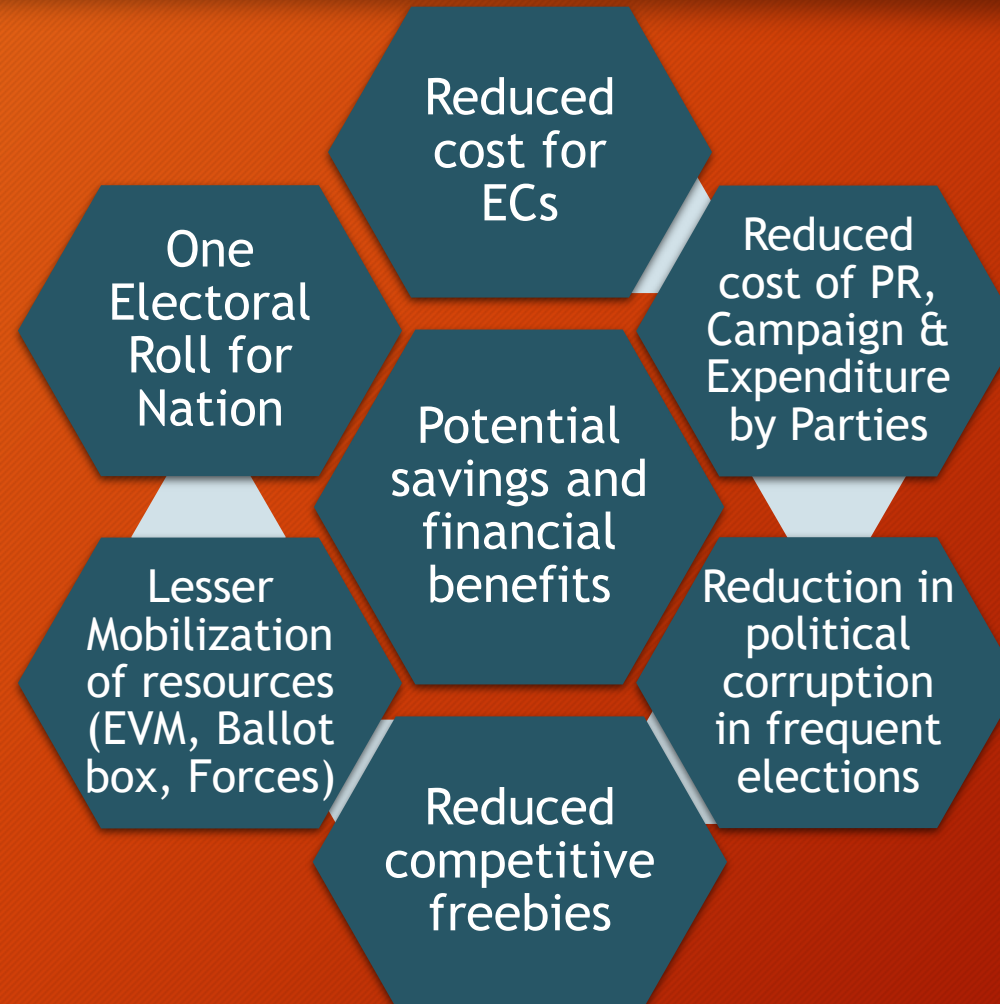 Reduced
cost for
ECs
One
Electoral
Roll for
Nation
Reduced
cost of PR,
Campaign &
Expenditure
by Parties
Potential
savings and
financial
benefits
Lesser
Mobilization
of resources
(EVM, Ballot
box, Forces)
Reduction in
political
corruption
in frequent
elections
Reduced
competitive
freebies